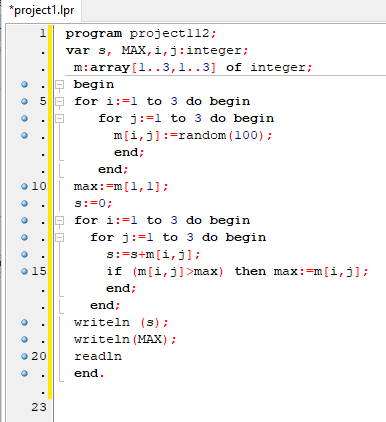 *project1.lpr
1 program project112;
. var s, MAX,i,j:integer;
. m:array[1..3,1..3] of integer;
. begin
5 for i:=1 to 3 do begin
. for j:=1 to 3 do begin
. m[i,j]:=random(100);
. end;
. end;
10 max:=m[1,1];
. s:=0;
. for i:=1 to 3 do begin
. for j:=1 to 3 do begin
. s:=s+m[i,j];
15 if (m[i,j]>max) then max:=m[i,j];
. end;
. end;
. writeln (s);
. writeln(MAX);
20 readln
. end.
.
23